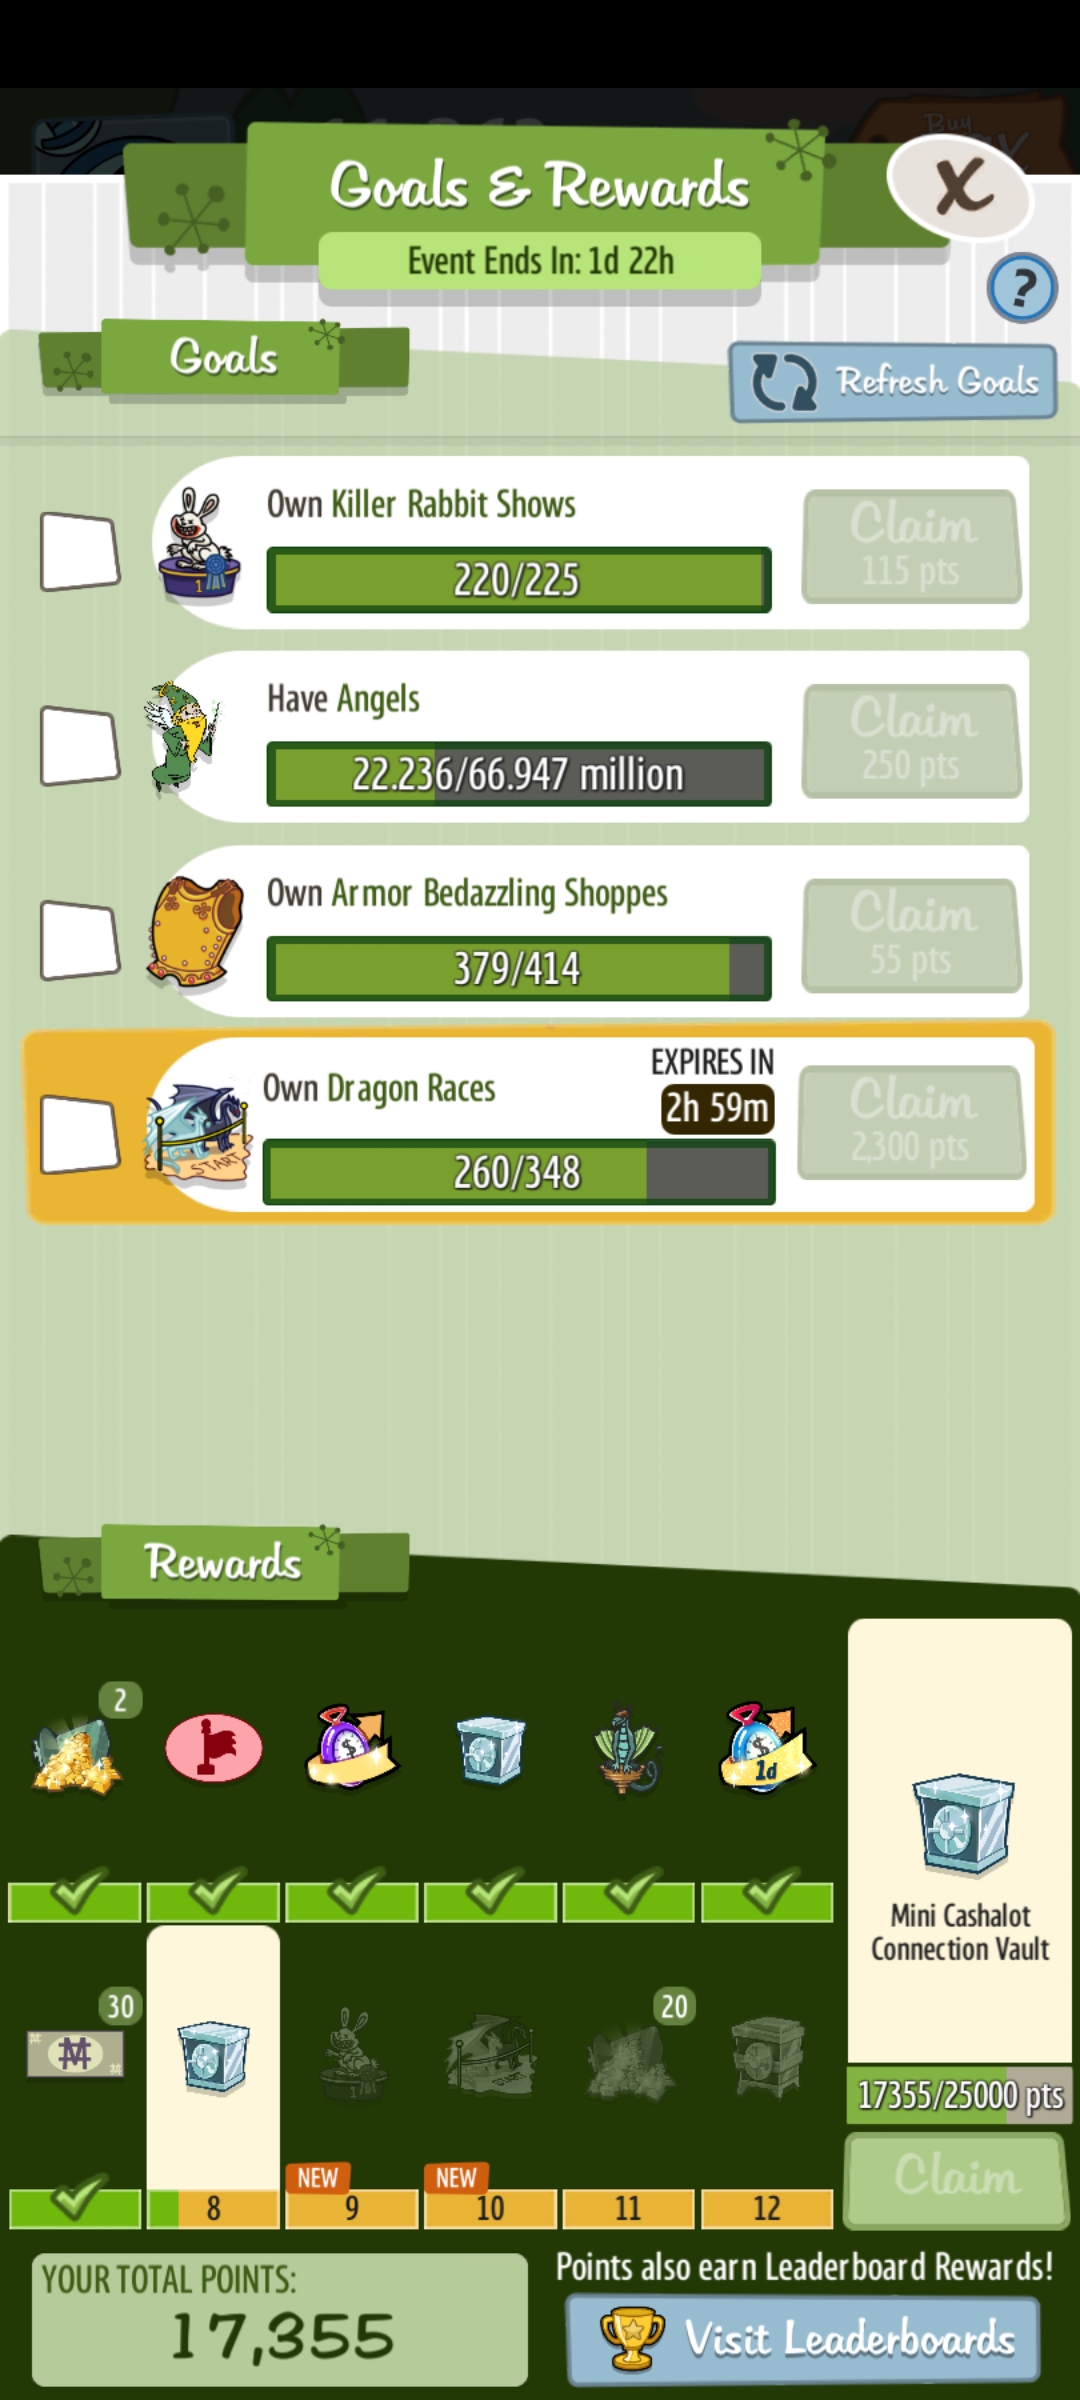 Buy
Goals & Rewards
X
Event Ends In: 1d 22h
?
Goals
Refresh Goals
Own Killer Rabbit Shows
220/225
Claim
115 pts
Have Angels
22.236/66.947 million
Claim
250 pts
Own Armor Bedazzling Shoppes
379/414
Claim
55 pts
Own Dragon Races
EXPIRES IN
2h 59m
260/348
Claim
2,300 pts
START
Rewards
2
1d
Mini Cashalot
Connection Vault
30
20
17355/25000 pts
Claim
NEW
NEW
8
9
10
11
12
YOUR TOTAL POINTS:
17,355
Points also earn Leaderboard Rewards!
Visit Leaderboards